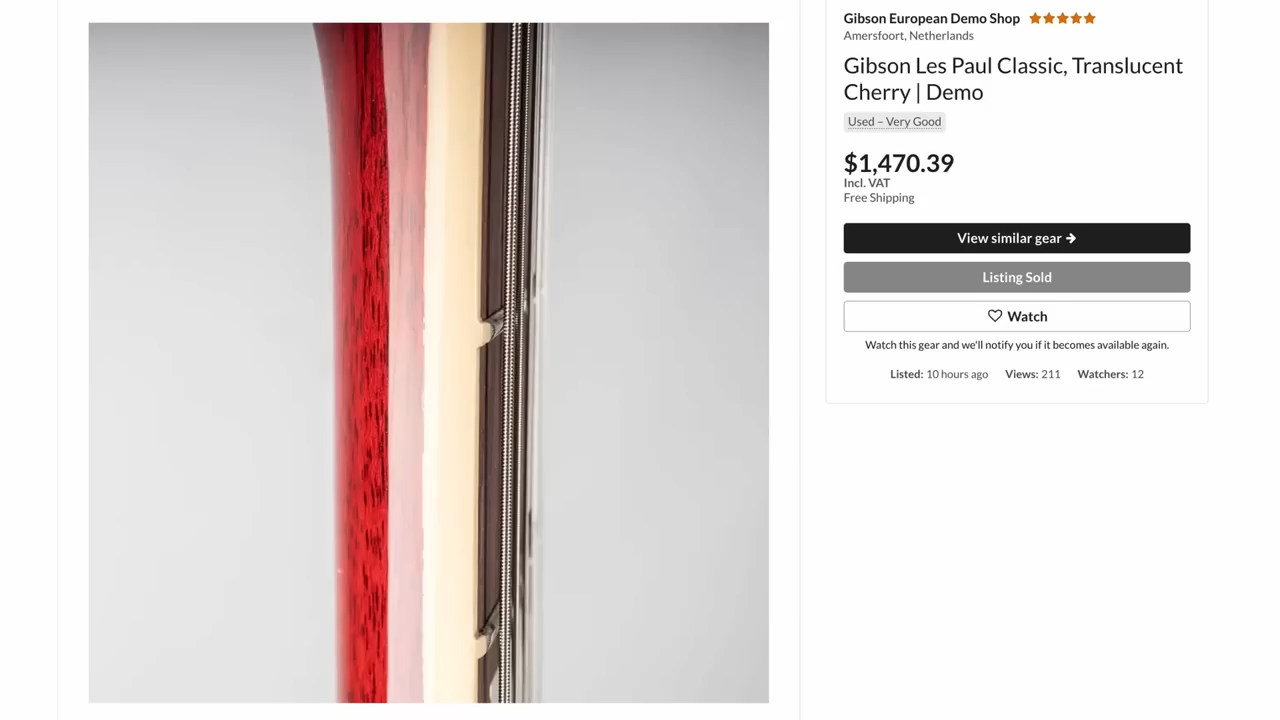 Gibson European Demo Shop
Amersfoort, Netherlands
Gibson Les Paul Classic, Translucent
Cherry | Demo
Used – Very Good
$1,470.39
Incl. VAT
Free Shipping
View similar gear →
Listing Sold
Watch
Watch this gear and we'll notify you if it becomes available again.
Listed: 10 hours ago Views: 211 Watchers: 12